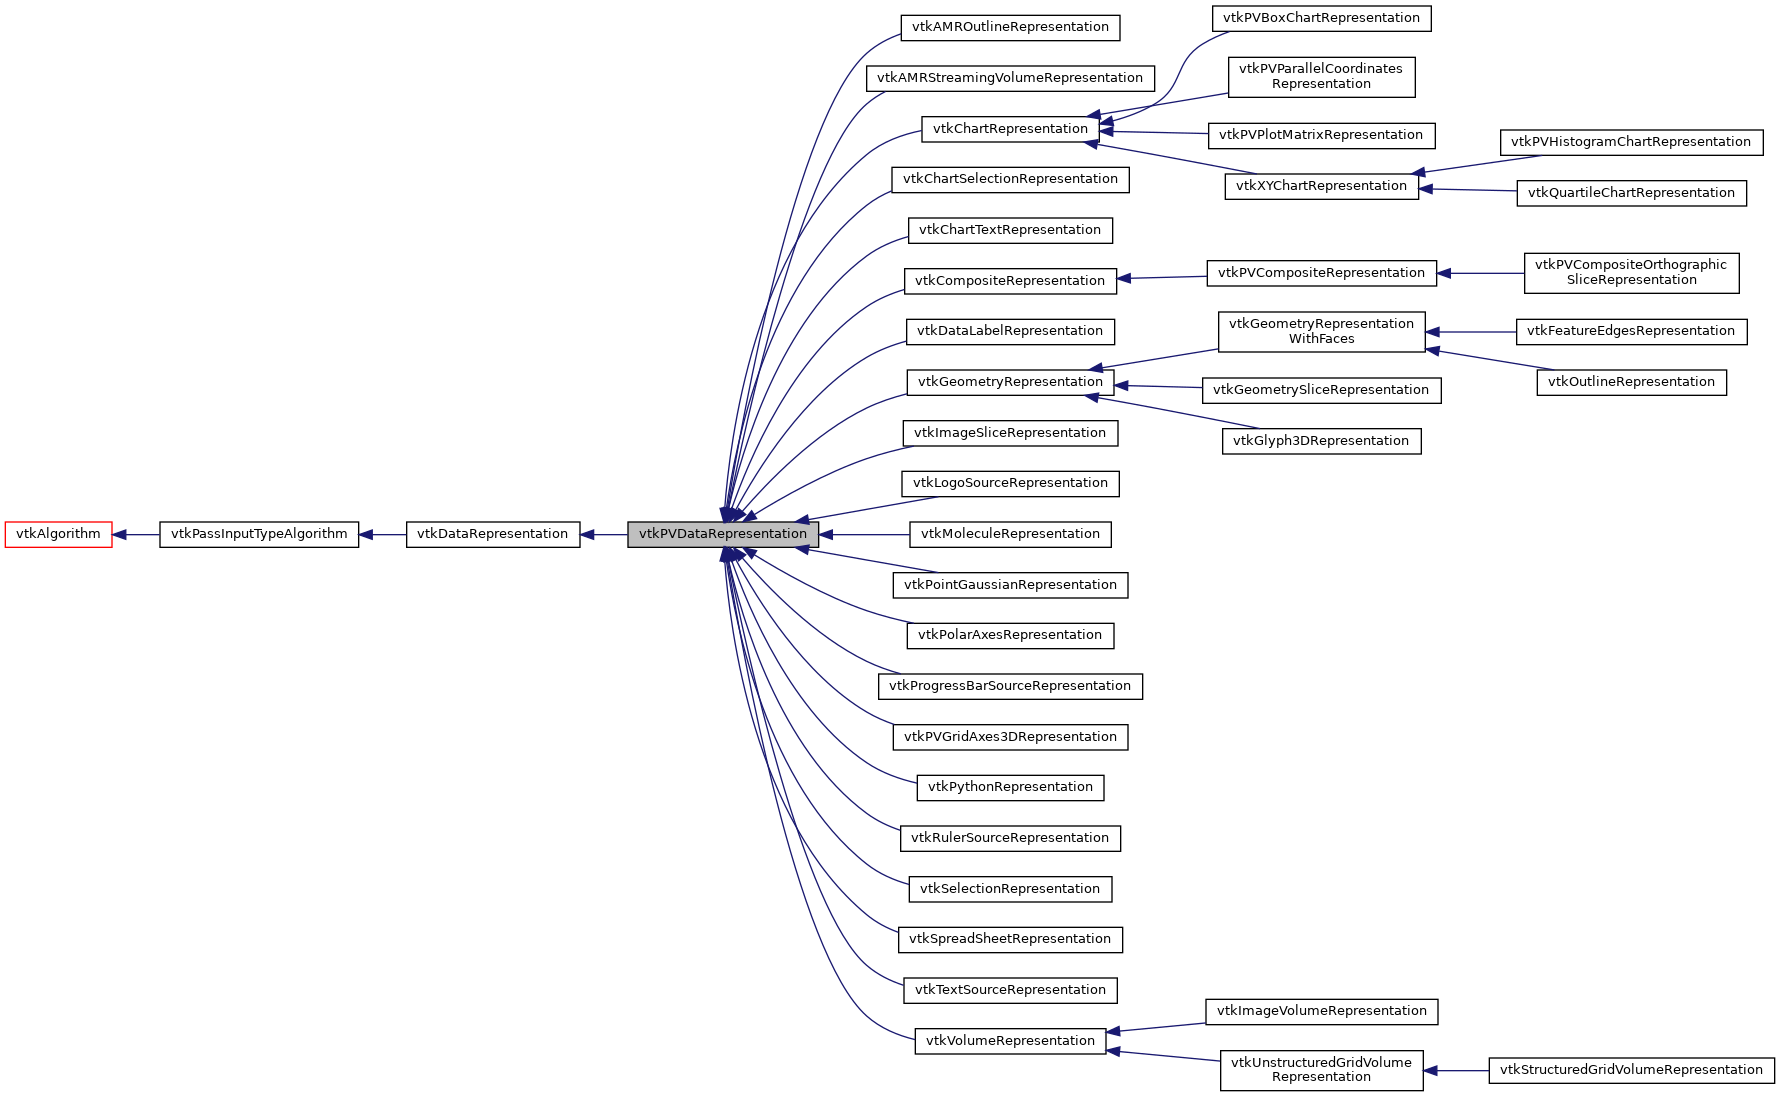 vtkPVBoxChartRepresentation
vtkAMROutlineRepresentation
vtkPVParallelCoordinates
Representation
vtkAMRStreamingVolumeRepresentation
vtkChartRepresentation
vtkPVPlotMatrixRepresentation
vtkPVHistogramChartRepresentation
vtkChartSelectionRepresentation
vtkXYChartRepresentation
vtkQuartileChartRepresentation
vtkChartTextRepresentation
vtkCompositeRepresentation
vtkPVCompositeRepresentation
vtkPVCompositeOrthographic
SliceRepresentation
vtkDataLabelRepresentation
vtkGeometryRepresentation
WithFaces
vtkFeatureEdgesRepresentation
vtkGeometryRepresentation
vtkGeometrySliceRepresentation
vtkOutlineRepresentation
vtkImageSliceRepresentation
vtkGlyph3DRepresentation
vtkLogoSourceRepresentation
vtkAlgorithm
vtkPassInputTypeAlgorithm
vtkDataRepresentation
vtkPVDataRepresentation
vtkMoleculeRepresentation
vtkPointGaussianRepresentation
vtkPolarAxesRepresentation
vtkProgressBarSourceRepresentation
vtkPVGridAxes3DRepresentation
vtkPythonRepresentation
vtkRulerSourceRepresentation
vtkSelectionRepresentation
vtkSpreadSheetRepresentation
vtkTextSourceRepresentation
vtkImageVolumeRepresentation
vtkVolumeRepresentation
vtkUnstructuredGridVolume
Representation
vtkStructuredGridVolumeRepresentation